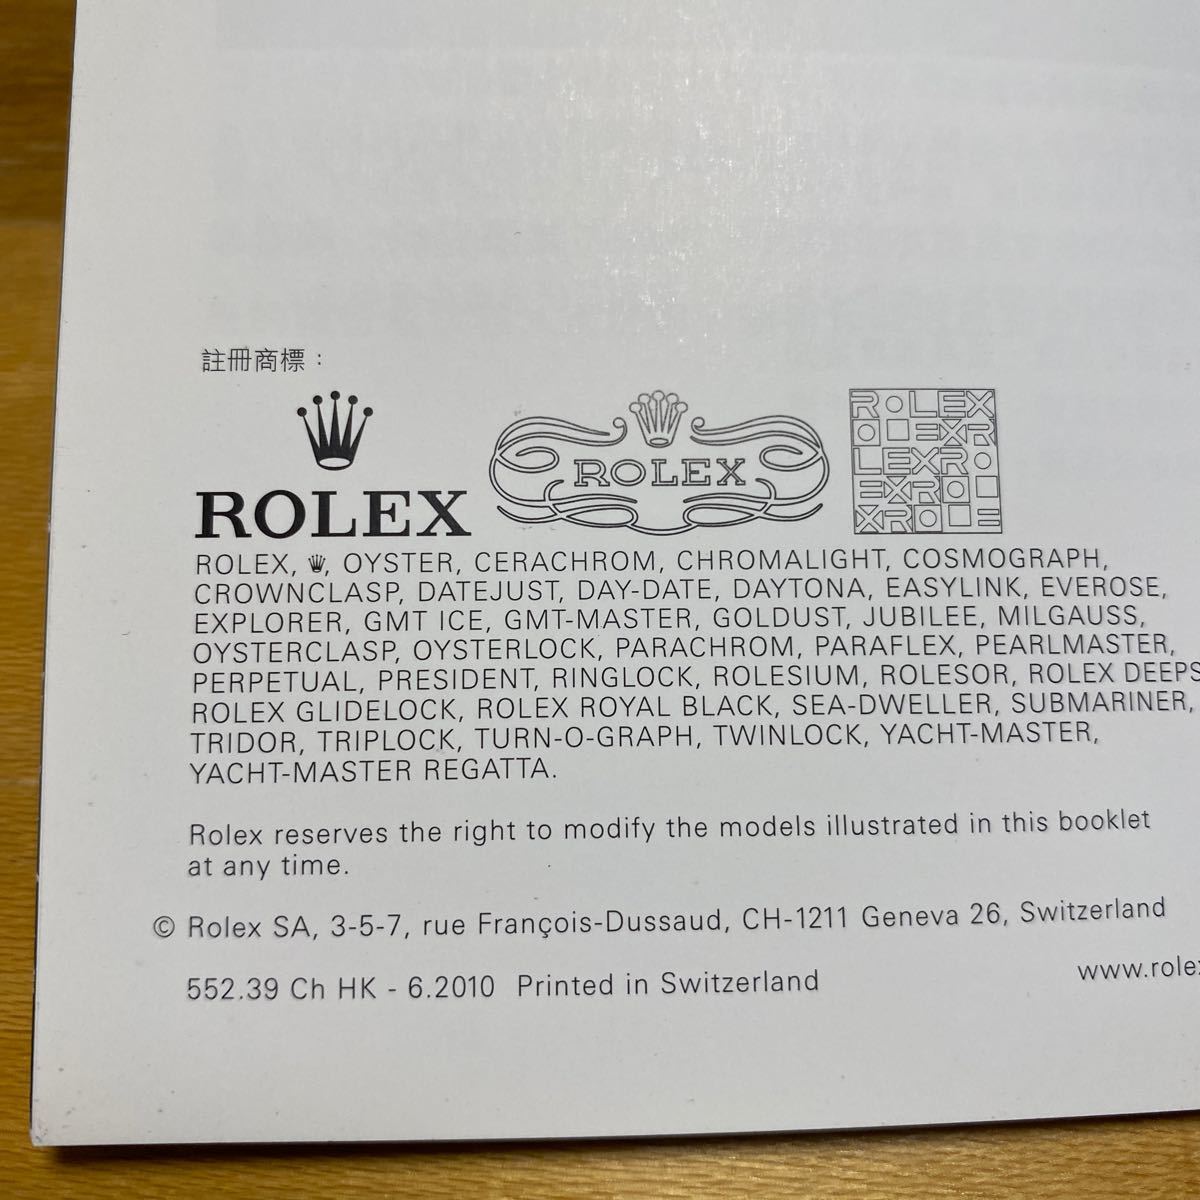 註冊商標：
ROLEX
ROLEX
ROLEX
ROLEXR
LEXRO
EXRO
XROLE
ROLEX, , OYSTER, CERACHROM, CHROMALIGHT, COSMOGRAPH,
CROWNCLASP, DATEJUST, DAY-DATE, DAYTONA, EASYLINK, EVEROSE,
EXPLORER, GMT ICE, GMT-MASTER, GOLDUST, JUBILEE, MILGAUSS,
OYSTERCLASP, OYSTERLOCK, PARACHROM, PARAFLEX, PEARLMASTER,
PERPETUAL, PRESIDENT, RINGLOCK, ROLESIUM, ROLESOR, ROLEX DEEPS
ROLEX GLIDELOCK, ROLEX ROYAL BLACK, SEA-DWELLER, SUBMARINER,
TRIDOR, TRIPLOCK, TURN-O-GRAPH, TWINLOCK, YACHT-MASTER,
YACHT-MASTER REGATTA.
Rolex reserves the right to modify the models illustrated in this booklet
at any time.
© Rolex SA, 3-5-7, rue François-Dussaud, CH-1211 Geneva 26, Switzerland
552.39 Ch HK - 6.2010 Printed in Switzerland
www.rolex